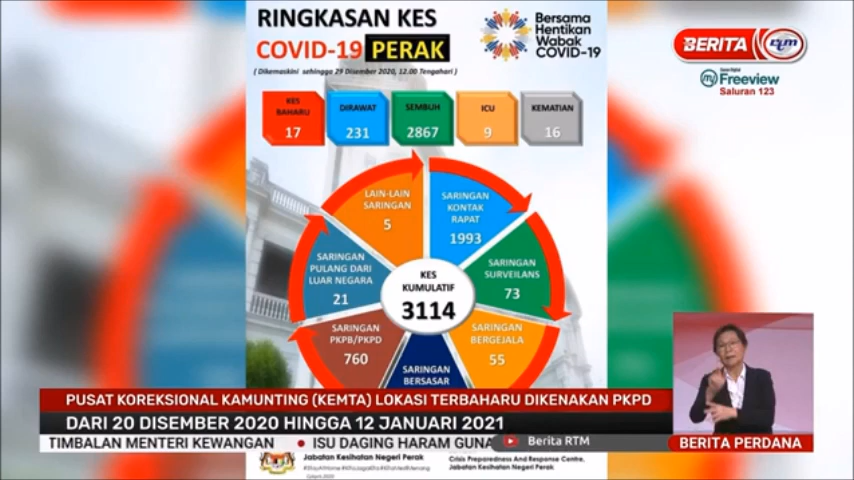 RINGKASAN KES
COVID-19 PERAK
( Dikemaskini sehingga 29 Disember 2020, 12.00 Tengahari )
Bersama
Hentikan
Wabak
COVID-19
BERITA rtm
Freeview
Saluran 123
KES BAHARU
17
DIRAWAT
231
SEMBUH
2867
ICU
9
KEMATIAN
16
LAIN-LAIN
SARINGAN
5
SARINGAN
KONTAK
RAPAT
1993
SARINGAN
PULANG DARI
LUAR NEGARA
21
SARINGAN
SURVEILANS
73
KES
KUMULATIF
3114
SARINGAN
PKPB/PKPD
760
SARINGAN
BERGEJALA
55
SARINGAN
BERSASAR
PUSAT KOREKSIONAL KAMUNTING (KEMTA) LOKASI TERBAHARU DIKENAKAN PKPD
DARI 20 DISEMBER 2020 HINGGA 12 JANUARI 2021
TIMBALAN MENTERI KEWANGAN • ISU DAGING HARAM GUNA
Berita RTM
BERITA PERDANA
Jabatan Kesihatan Negeri Perak
Crisis Preparedness And Response Centre,
Jabatan Kesihatan Negeri Perak